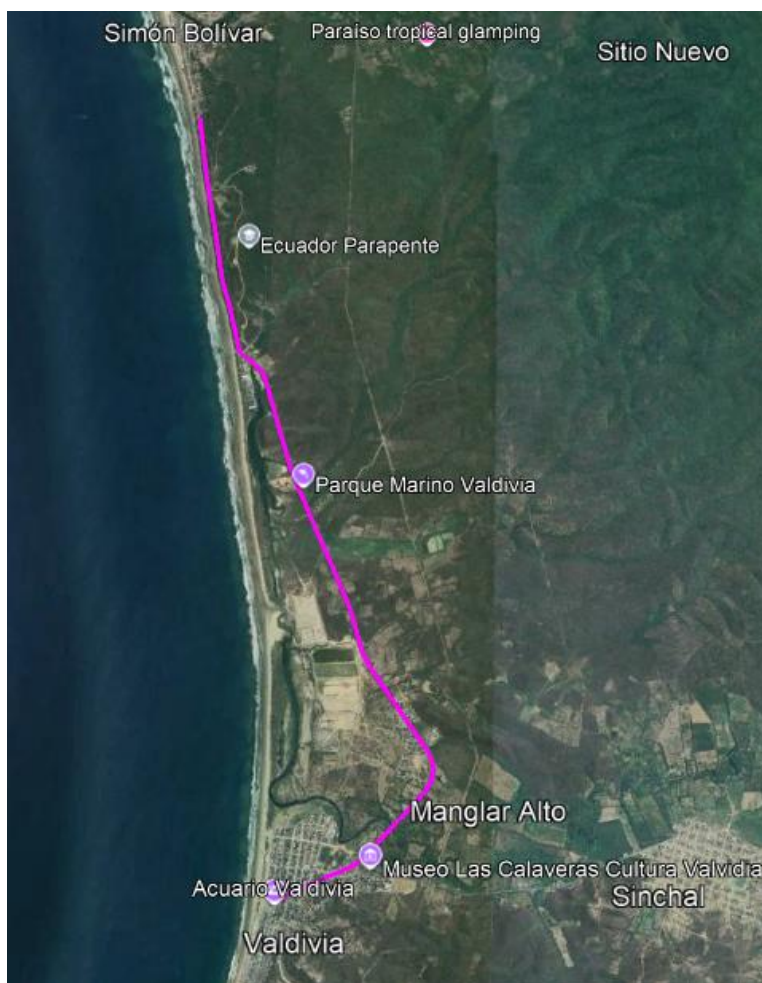 Simón Bolívar
Paraíso tropical glamping
Sitio Nuevo
Ecuador Parapente
Parque Marino Valdivia
Manglar Alto
Museo Las Calaveras Cultura Valvidia
Acuario Valdivia
Sinchal
Valdivia